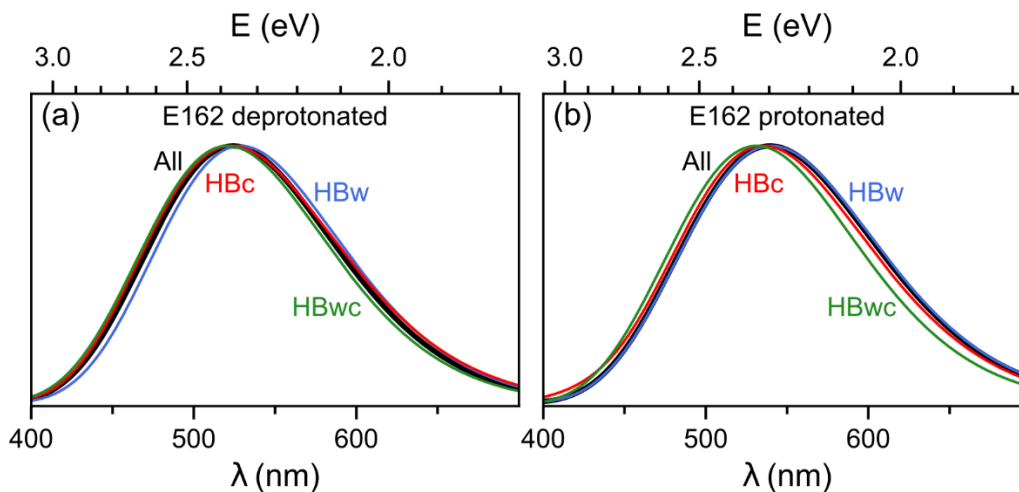 E (eV)
3.0 2.5 2.0
(a) E162 deprotonated
All
HBc
HBw
HBwc
400 500 600
λ (nm)
E (eV)
3.0 2.5 2.0
(b) E162 protonated
All
HBc
HBw
HBwc
400 500 600
λ (nm)